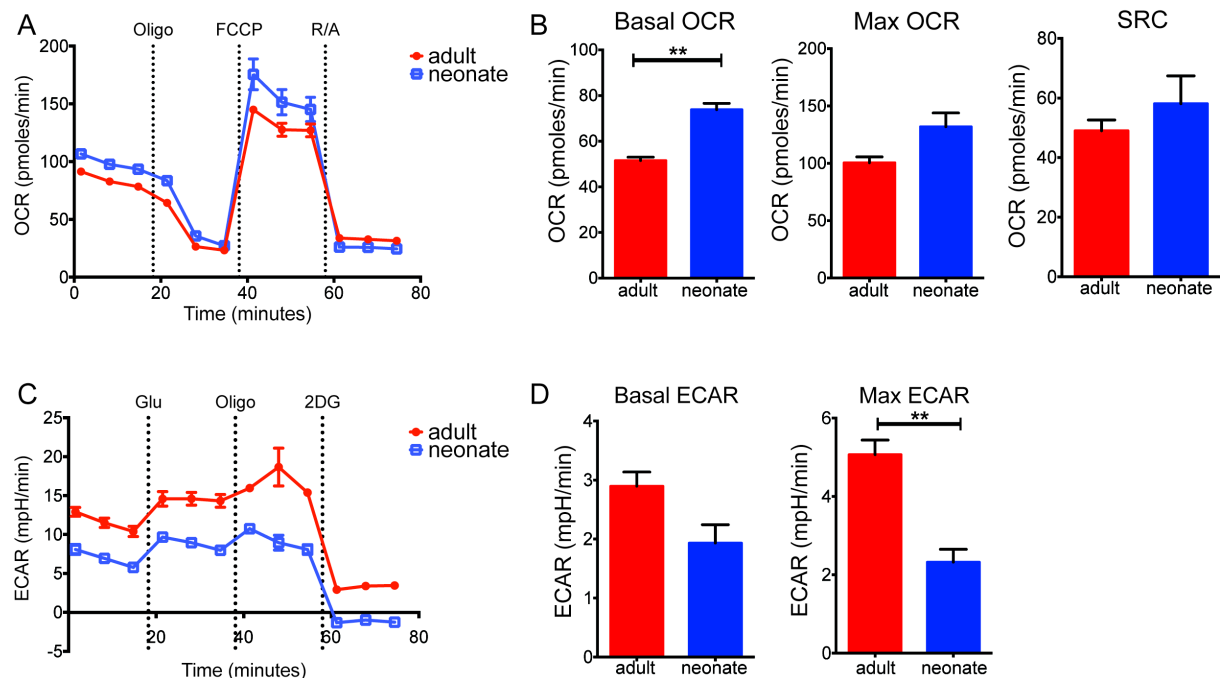 A
Oligo FCCP R/A
adult
neonate
OCR (pmoles/min)
200
150
100
50
0
0 20 40 60 80
Time (minutes)
B
Basal OCR
**
OCR (pmoles/min)
100
80
60
40
20
0
adult neonate
Max OCR
OCR (pmoles/min)
200
150
100
50
0
adult neonate
SRC
OCR (pmoles/min)
80
60
40
20
0
adult neonate
C
Glu Oligo 2DG
adult
neonate
ECAR (mpH/min)
25
20
15
10
5
0
-5
20 40 60 80
Time (minutes)
D
Basal ECAR
ECAR (mpH/min)
4
3
2
1
0
adult neonate
Max ECAR
**
ECAR (mpH/min)
6
4
2
0
adult neonate